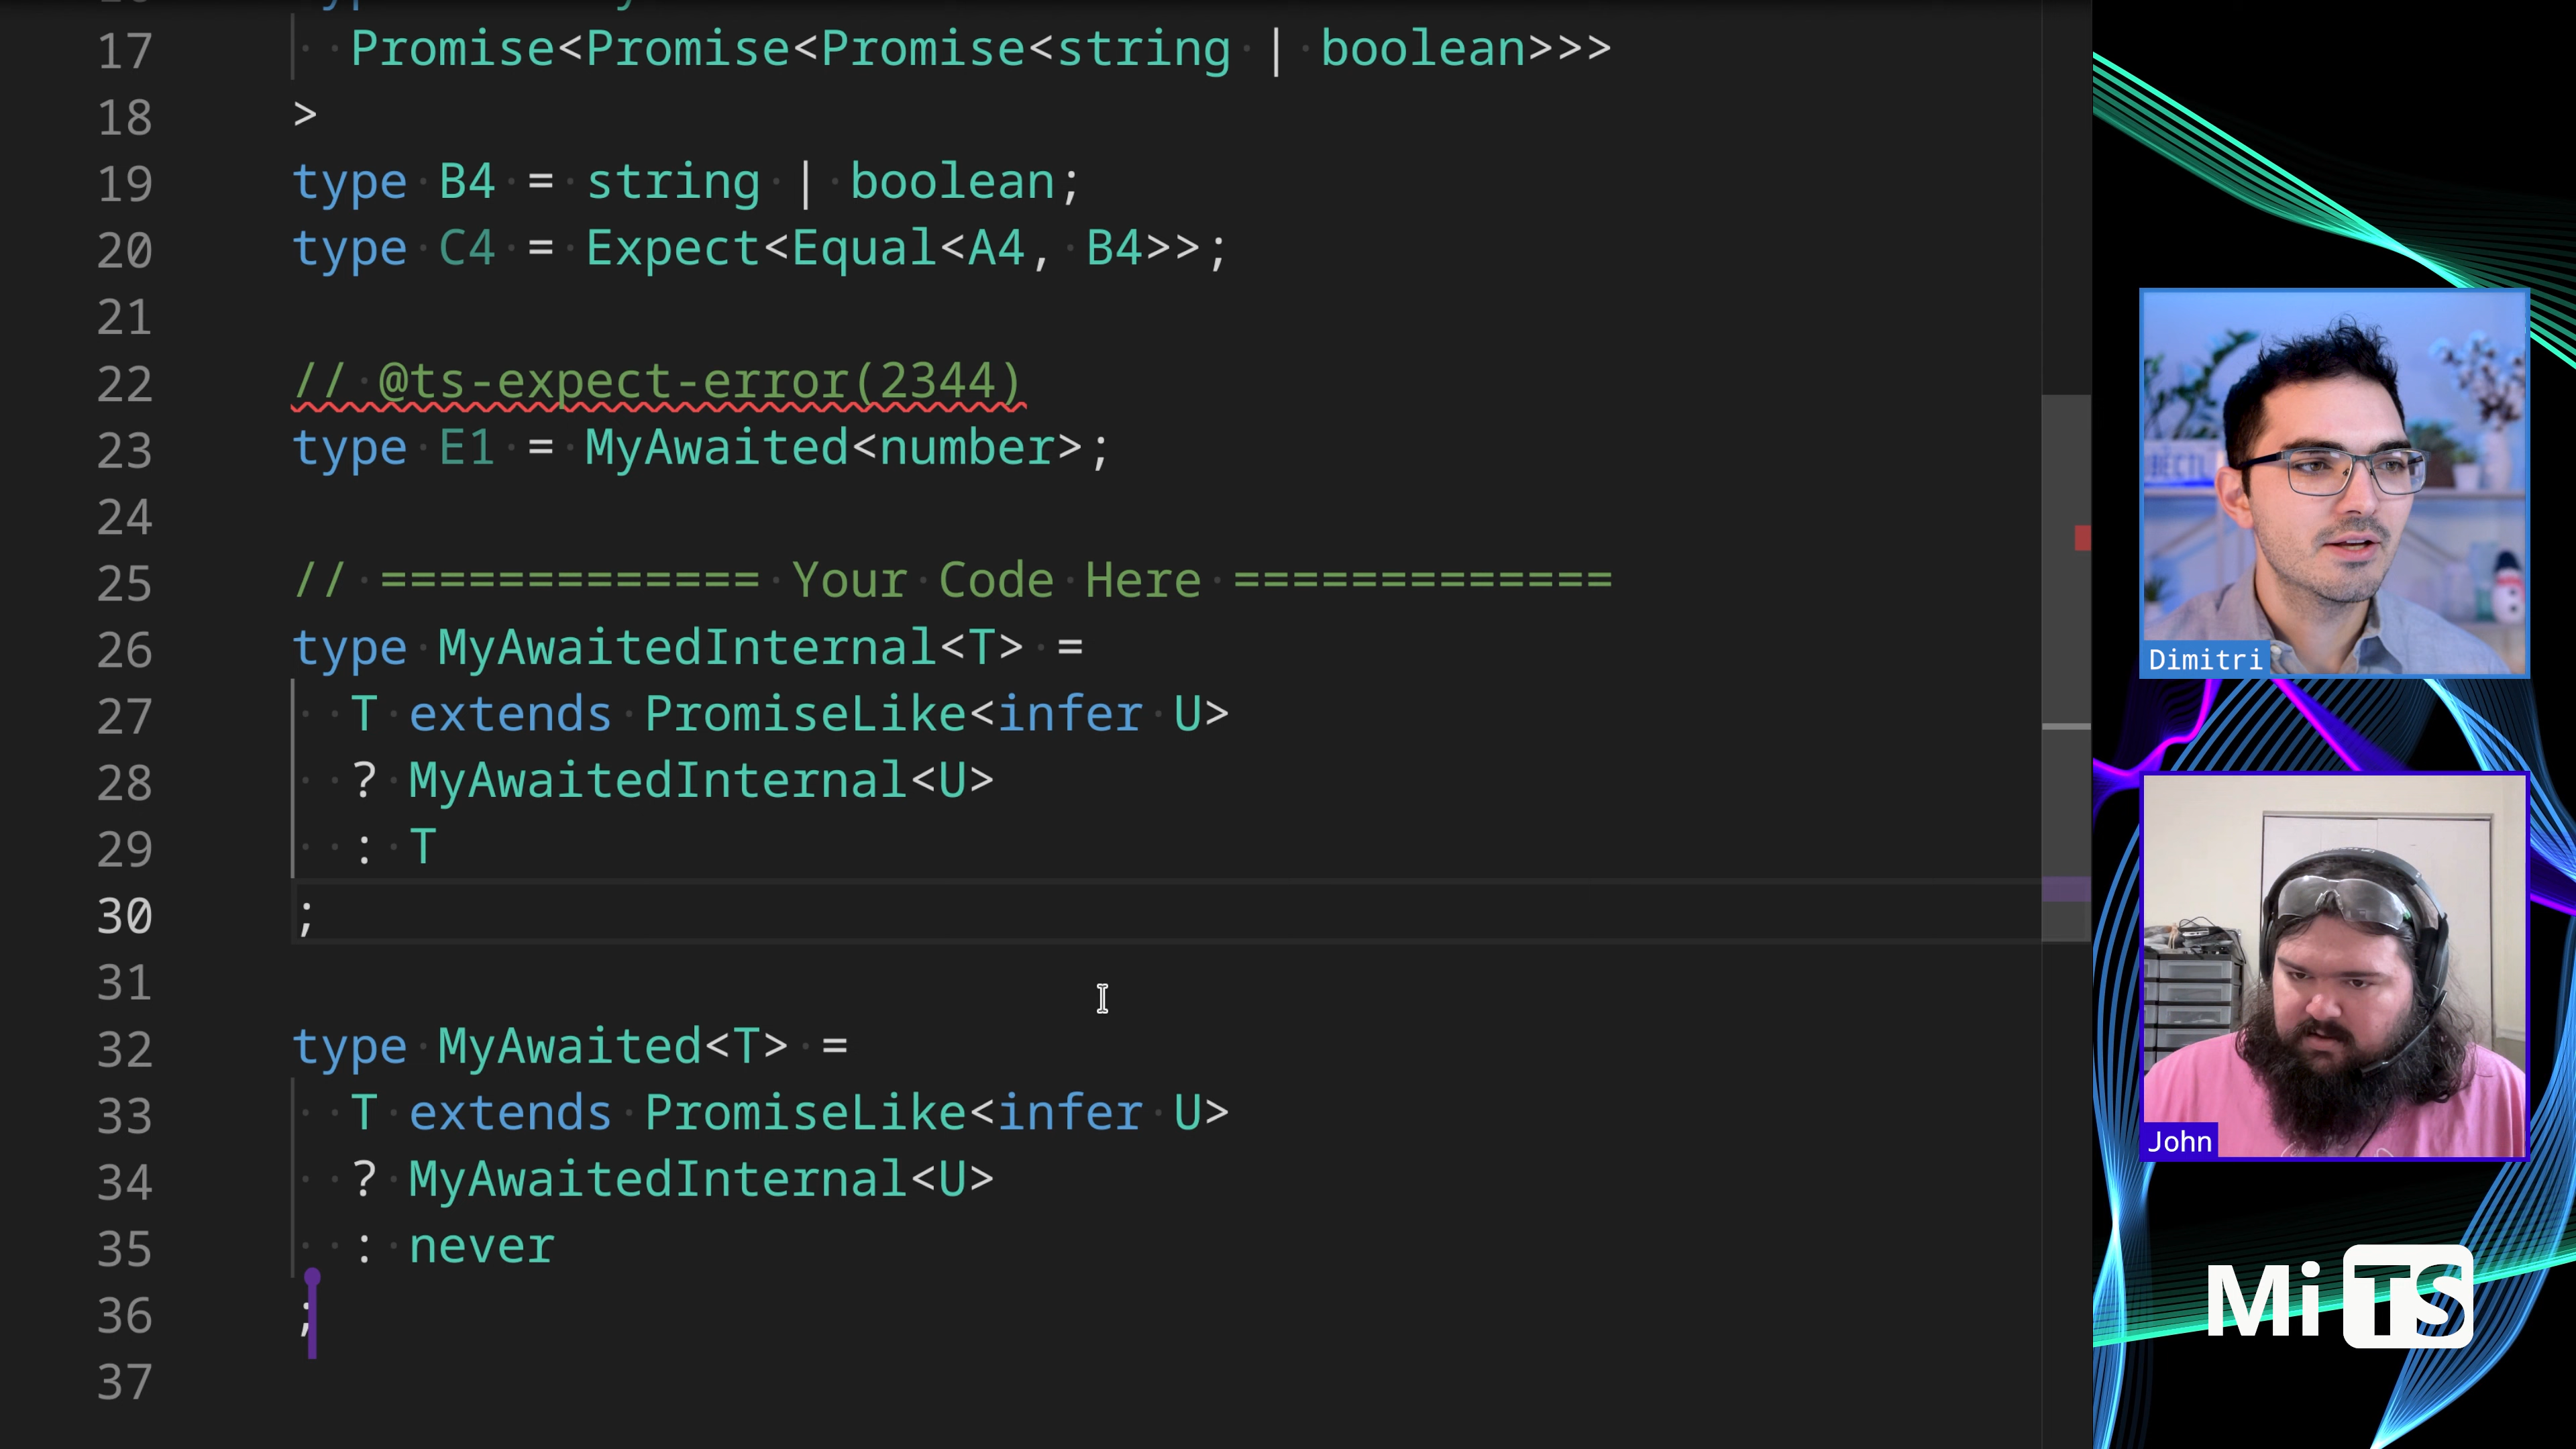 17 Promise<Promise<Promise<string | boolean>>>
18 >
19 type B4 = string | boolean;
20 type C4 = Expect<Equal<A4, B4>>;
21
22 // @ts-expect-error(2344)
23 type E1 = MyAwaited<number>;
24
25 // ============= Your Code Here =============
26 type MyAwaitedInternal<T> =
27 T extends PromiseLike<infer U>
28 ? MyAwaitedInternal<U>
29 : T
30 ;
31
32 type MyAwaited<T> =
33 T extends PromiseLike<infer U>
34 ? MyAwaitedInternal<U>
35 : never
36 ;
37
Dimitri
John
MiTS